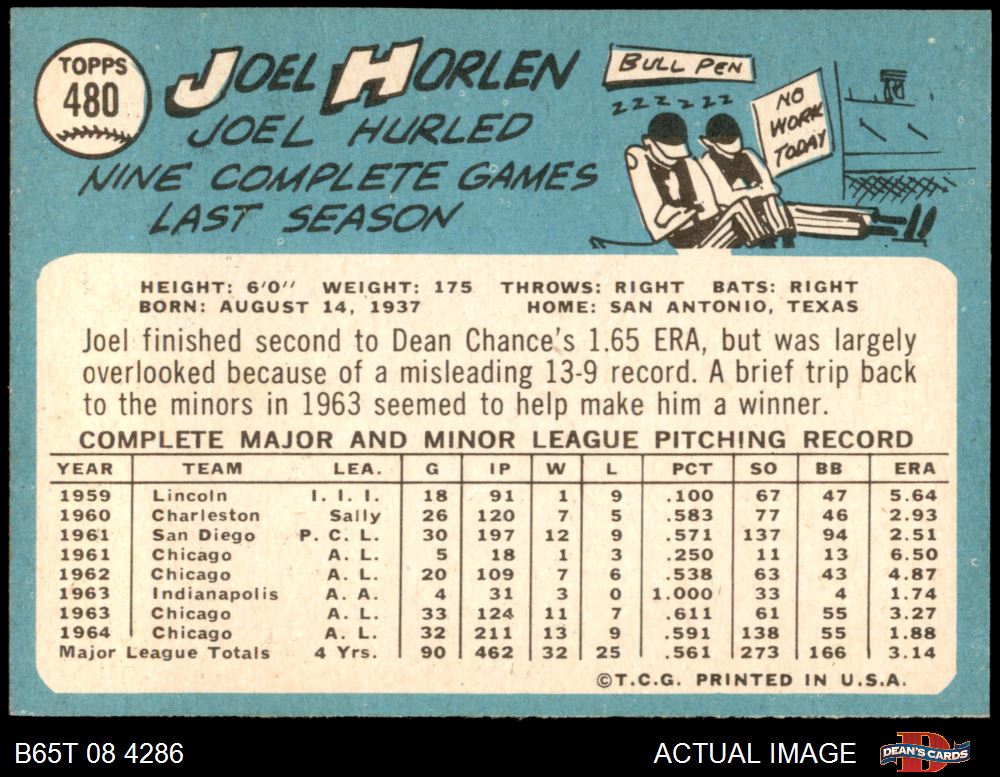 TOPPS
480
JOEL HORLEN
JOEL HURLED
NINE COMPLETE GAMES
LAST SEASON
BULL PEN
ZZZZZZ
NO
WORK
TODAY
HEIGHT: 6'0" WEIGHT: 175 THROWS: RIGHT BATS: RIGHT
BORN: AUGUST 14, 1937 HOME: SAN ANTONIO, TEXAS
Joel finished second to Dean Chance's 1.65 ERA, but was largely
overlooked because of a misleading 13-9 record. A brief trip back
to the minors in 1963 seemed to help make him a winner.
COMPLETE MAJOR AND MINOR LEAGUE PITCHING RECORD
YEAR TEAM LEA. G IP W L PCT SO BB ERA
1959 Lincoln I. I. I. 18 91 1 9 .100 67 47 5.64
1960 Charleston Sally 26 120 7 5 .583 77 46 2.93
1961 San Diego P. C. L. 30 197 12 9 .571 137 94 2.51
1961 Chicago A. L. 5 18 1 3 .250 11 13 6.50
1962 Chicago A. L. 20 109 7 6 .538 63 43 4.87
1963 Indianapolis A. A. 4 31 3 0 1.000 33 4 1.74
1963 Chicago A. L. 33 124 11 7 .611 61 55 3.27
1964 Chicago A. L. 32 211 13 9 .591 138 55 1.88
Major League Totals 4 Yrs. 90 462 32 25 .561 273 166 3.14
©T.C.G. PRINTED IN U.S.A.
B65T 08 4286 ACTUAL IMAGE DEAN'S CARDS